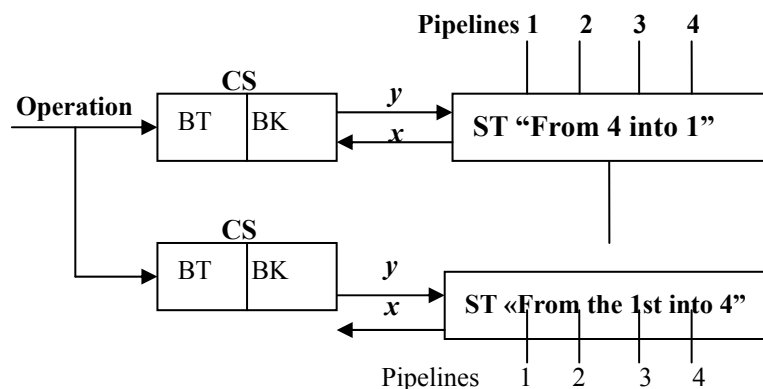 Pipelines 1 2 3 4
CS
Operation
BT BK
y
x
ST “From 4 into 1”
CS
BT BK
y
x
ST «From the 1st into 4”
Pipelines 1 2 3 4